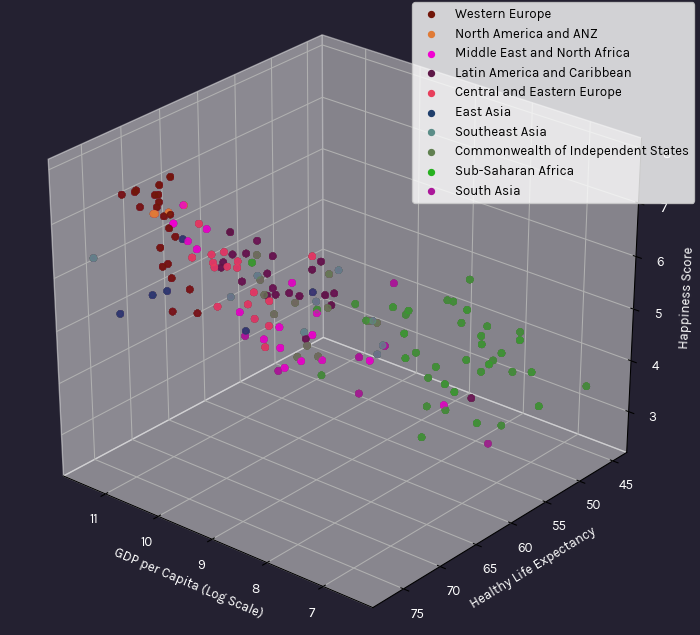 Western Europe
North America and ANZ
Middle East and North Africa
Latin America and Caribbean
Central and Eastern Europe
East Asia
Southeast Asia
Commonwealth of Independent States
Sub-Saharan Africa
South Asia
7
6
5
4
3
Happiness Score
45
50
55
60
65
70
75
Healthy Life Expectancy
11
10
9
8
7
GDP per Capita (Log Scale)